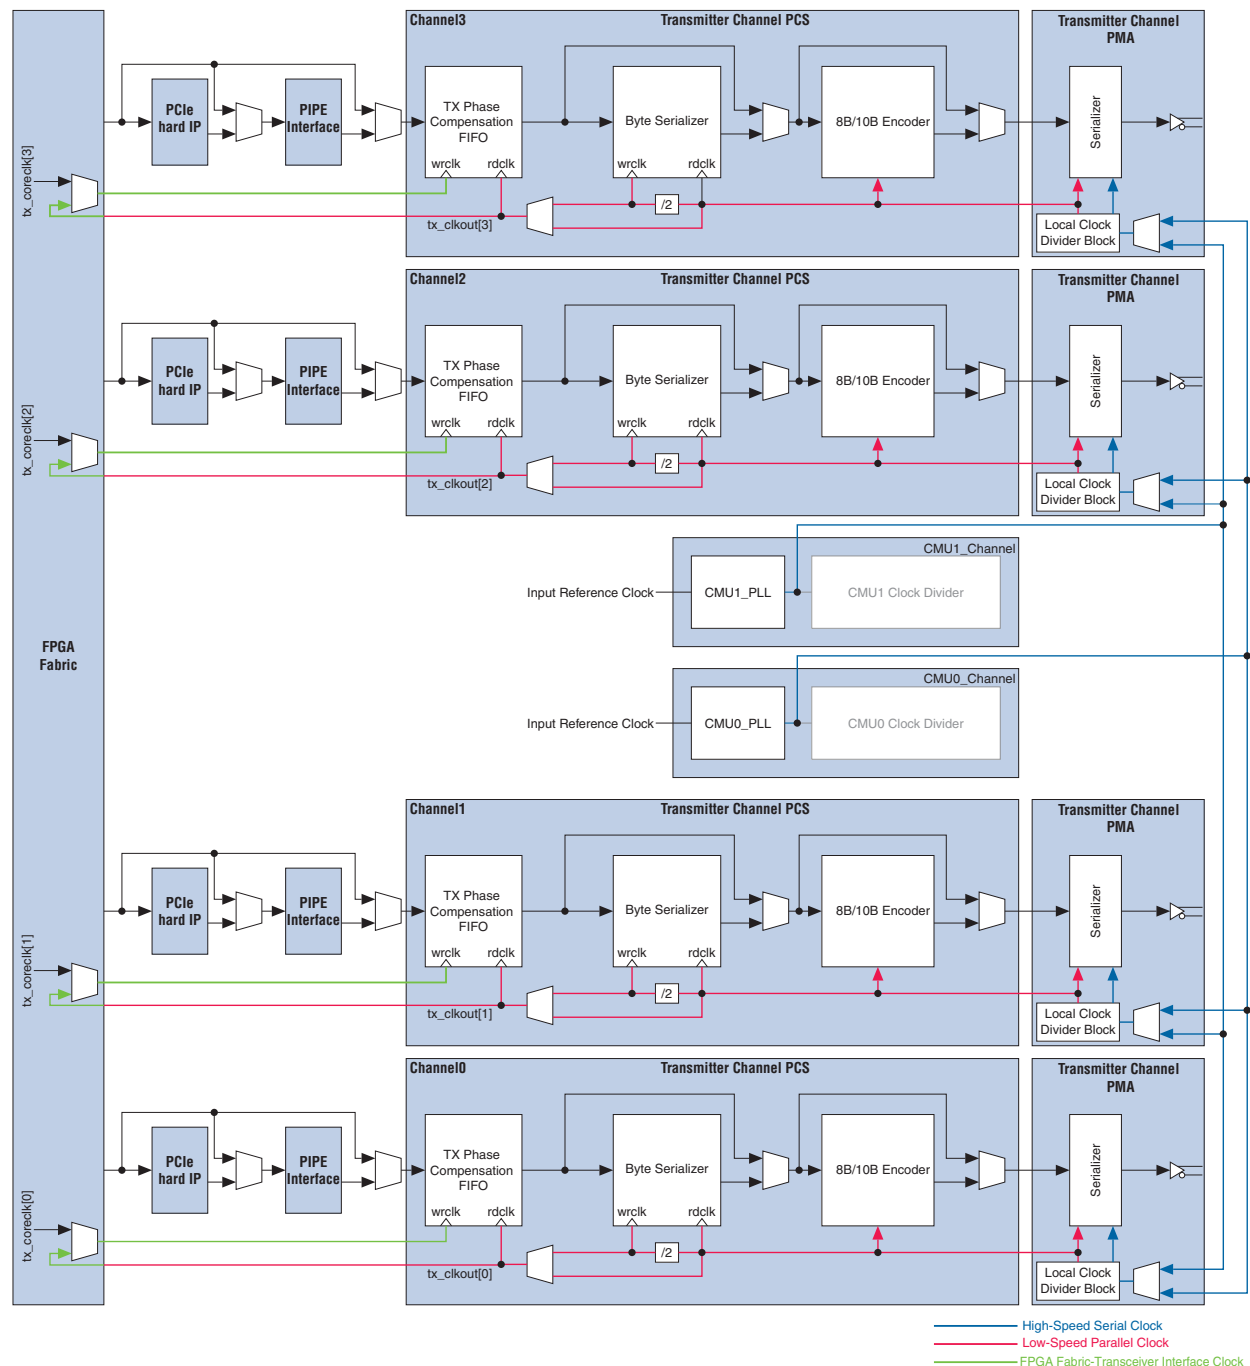 Channel3
Transmitter Channel PCS
Transmitter Channel
PMA
PCIe
hard IP
PIPE
Interface
TX Phase
Compensation
FIFO
wrclk
rdclk
Byte Serializer
wrclk
rdclk
8B/10B Encoder
Serializer
tx_coreclk[3]
tx_clkout[3]
/2
Local Clock
Divider Block
Channel2
Transmitter Channel PCS
Transmitter Channel
PMA
PCIe
hard IP
PIPE
Interface
TX Phase
Compensation
FIFO
wrclk
rdclk
Byte Serializer
wrclk
rdclk
8B/10B Encoder
Serializer
tx_coreclk[2]
tx_clkout[2]
/2
Local Clock
Divider Block
CMU1_Channel
Input Reference Clock
CMU1_PLL
CMU1 Clock Divider
FPGA
Fabric
CMU0_Channel
Input Reference Clock
CMU0_PLL
CMU0 Clock Divider
Channel1
Transmitter Channel PCS
Transmitter Channel
PMA
PCIe
hard IP
PIPE
Interface
TX Phase
Compensation
FIFO
wrclk
rdclk
Byte Serializer
wrclk
rdclk
8B/10B Encoder
Serializer
tx_coreclk[1]
tx_clkout[1]
/2
Local Clock
Divider Block
Channel0
Transmitter Channel PCS
Transmitter Channel
PMA
PCIe
hard IP
PIPE
Interface
TX Phase
Compensation
FIFO
wrclk
rdclk
Byte Serializer
wrclk
rdclk
8B/10B Encoder
Serializer
tx_coreclk[0]
tx_clkout[0]
/2
Local Clock
Divider Block
High-Speed Serial Clock
Low-Speed Parallel Clock
FPGA Fabric-Transceiver Interface Clock